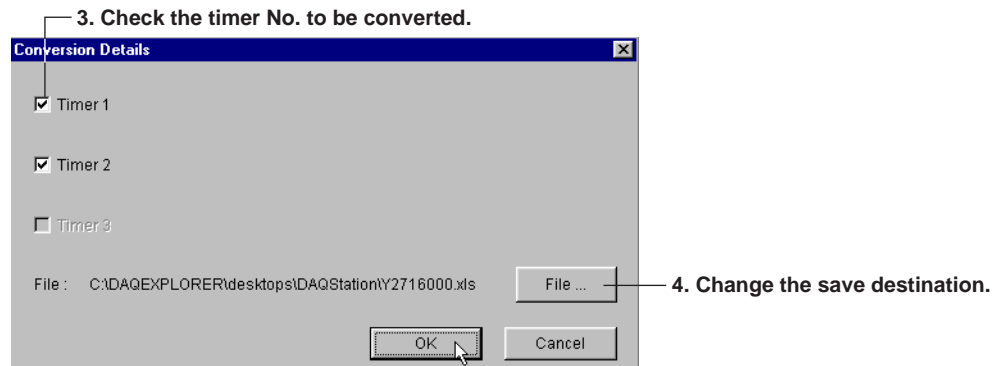 3. Check the timer No. to be converted.
Conversion Details
Timer 1
Timer 2
Timer 3
File : C:\DAQEXPLORER\desktops\DAQStation\Y2716000.xls File ...
4. Change the save destination.
OK Cancel